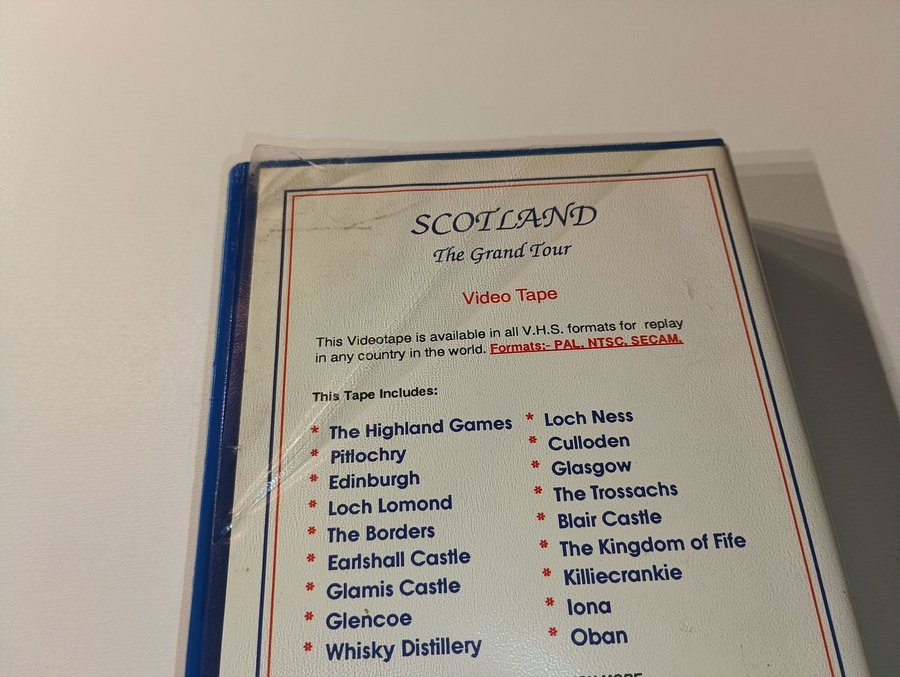 SCOTLAND
The Grand Tour
Video Tape
This Videotape is available in all V.H.S. formats for replay
in any country in the world. Formats:- PAL, NTSC, SECAM.
This Tape Includes:
* The Highland Games
* Pitlochry
* Edinburgh
* Loch Lomond
* The Borders
* Earlshall Castle
* Glamis Castle
* Glencoe
* Whisky Distillery
* Loch Ness
* Culloden
* Glasgow
* The Trossachs
* Blair Castle
* The Kingdom of Fife
* Killiecrankie
* Iona
* Oban
MORE